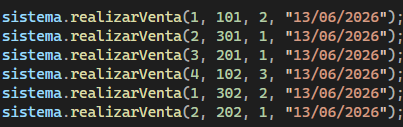 sistema.realizarVenta(1, 101, 2, "13/06/2026");
sistema.realizarVenta(2, 301, 1, "13/06/2026");
sistema.realizarVenta(3, 201, 1, "13/06/2026");
sistema.realizarVenta(4, 102, 3, "13/06/2026");
sistema.realizarVenta(1, 302, 2, "13/06/2026");
sistema.realizarVenta(2, 202, 1, "13/06/2026");